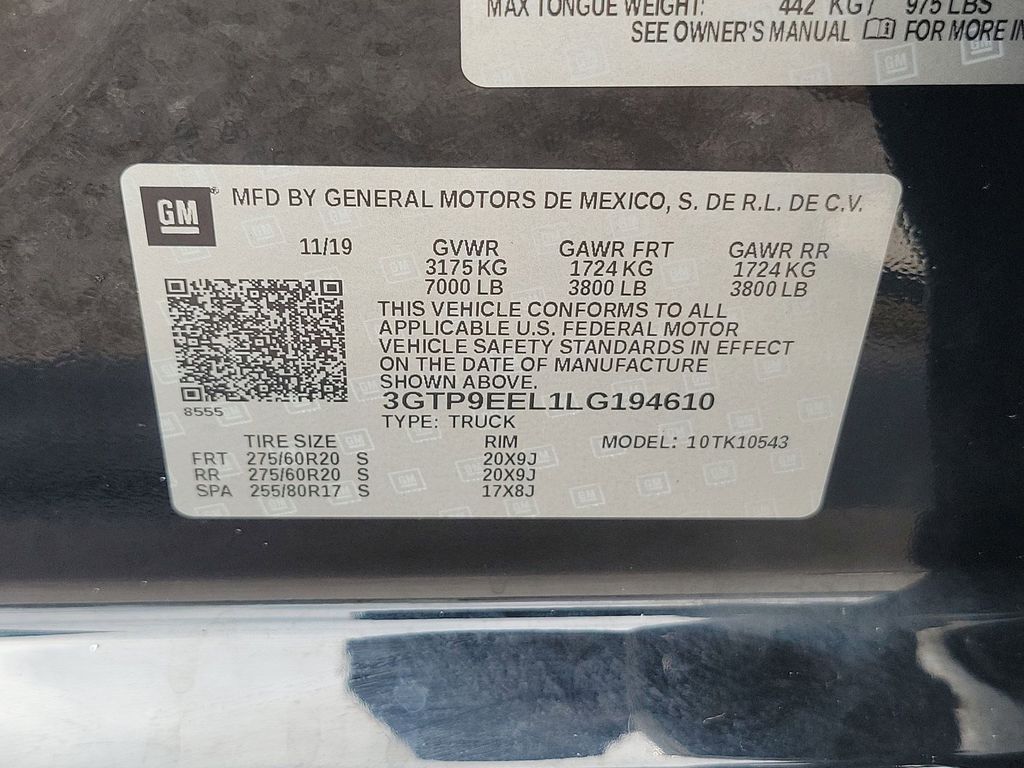 MAX TONGUE WEIGHT: 442 KG / 975 LBS
SEE OWNER'S MANUAL FOR MORE IN
GM ® MFD BY GENERAL MOTORS DE MEXICO, S. DE R.L. DE C.V.
11/19 GVWR GAWR FRT GAWR RR
3175 KG 1724 KG 1724 KG
7000 LB 3800 LB 3800 LB
THIS VEHICLE CONFORMS TO ALL
APPLICABLE U.S. FEDERAL MOTOR
VEHICLE SAFETY STANDARDS IN EFFECT
ON THE DATE OF MANUFACTURE
SHOWN ABOVE.
8555
3GTP9EEL1LG194610
TYPE: TRUCK
TIRE SIZE RIM MODEL: 10TK10543
FRT 275/60R20 S 20X9J
RR 275/60R20 S 20X9J
SPA 255/80R17 S 17X8J